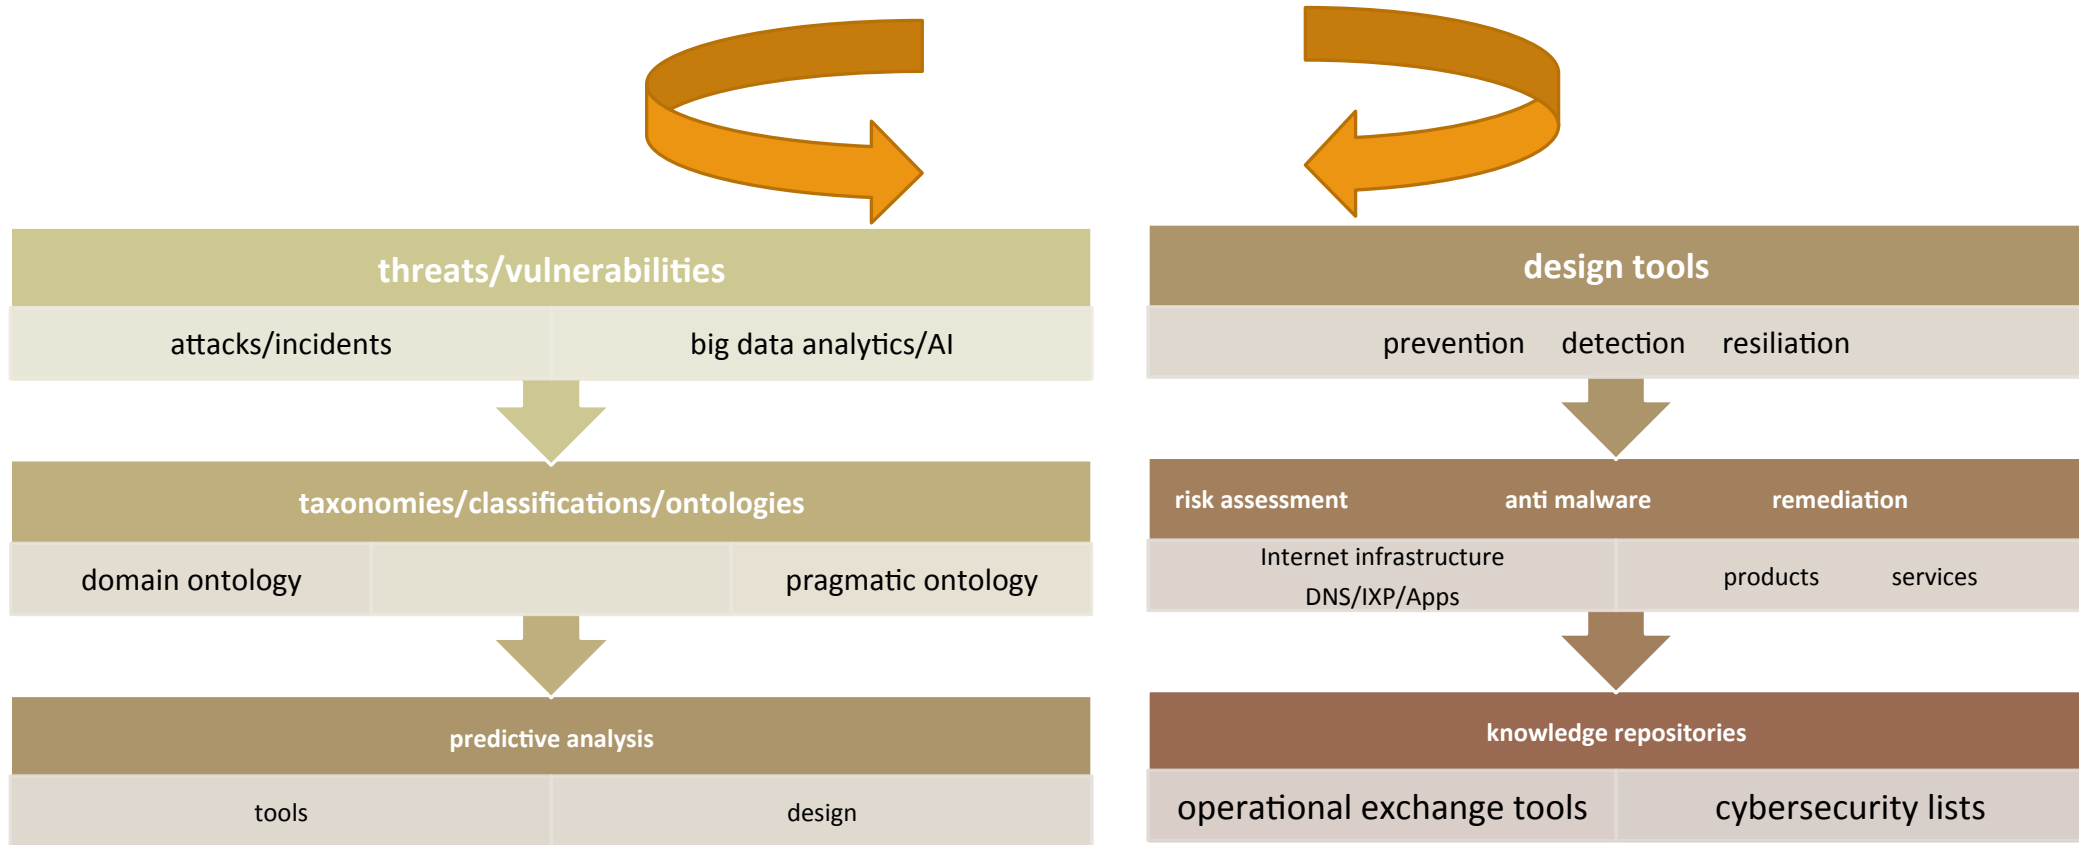 threats/vulnerabilities
attacks/incidents
big data analytics/AI
taxonomies/classifications/ontologies
domain ontology
pragmatic ontology
predictive analysis
tools
design
design tools
prevention detection resiliation
risk assessment anti malware remediation
Internet infrastructure
DNS/IXP/Apps
products services
knowledge repositories
operational exchange tools
cybersecurity lists